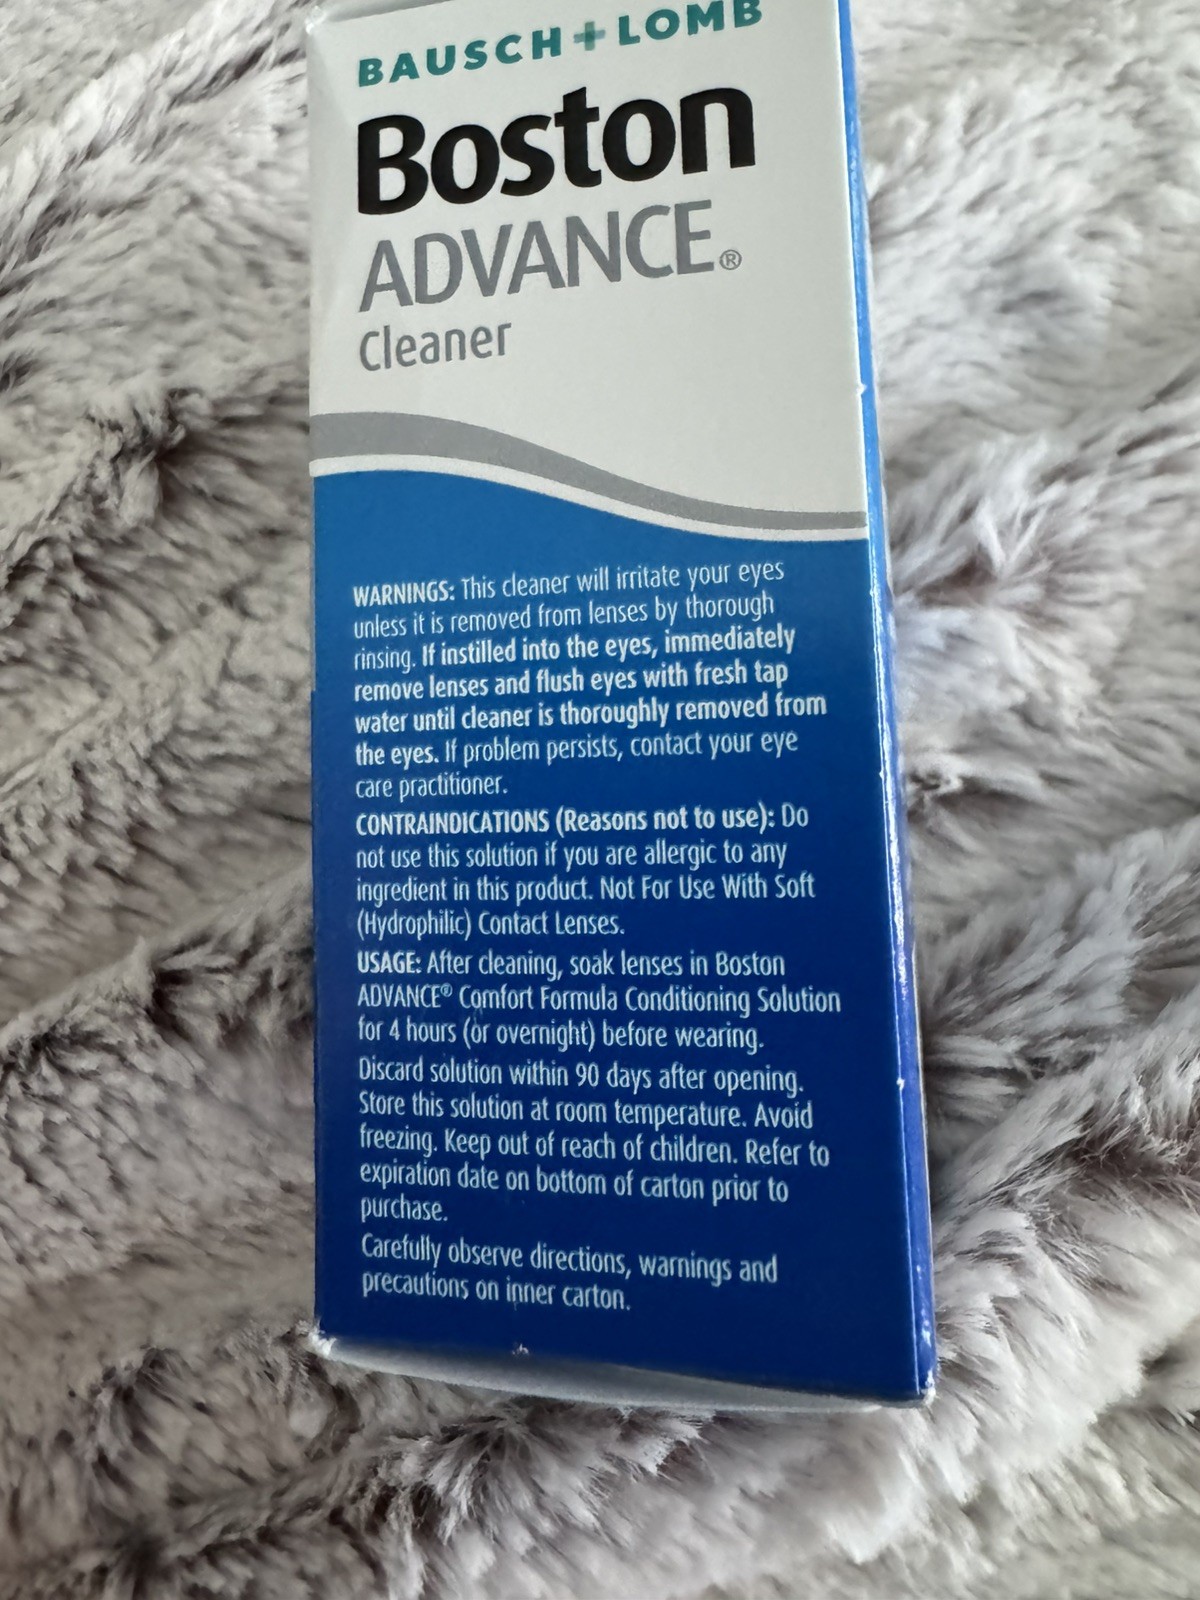 BAUSCH + LOMB
Boston
ADVANCE®
Cleaner
WARNINGS: This cleaner will irritate your eyes
unless it is removed from lenses by thorough
rinsing. If instilled into the eyes, immediately
remove lenses and flush eyes with fresh tap
water until cleaner is thoroughly removed from
the eyes. If problem persists, contact your eye
care practitioner.
CONTRAINDICATIONS (Reasons not to use): Do
not use this solution if you are allergic to any
ingredient in this product. Not For Use With Soft
(Hydrophilic) Contact Lenses.
USAGE: After cleaning, soak lenses in Boston
ADVANCE® Comfort Formula Conditioning Solution
for 4 hours (or overnight) before wearing.
Discard solution within 90 days after opening.
Store this solution at room temperature. Avoid
freezing. Keep out of reach of children. Refer to
expiration date on bottom of carton prior to
purchase.
Carefully observe directions, warnings and
precautions on inner carton.